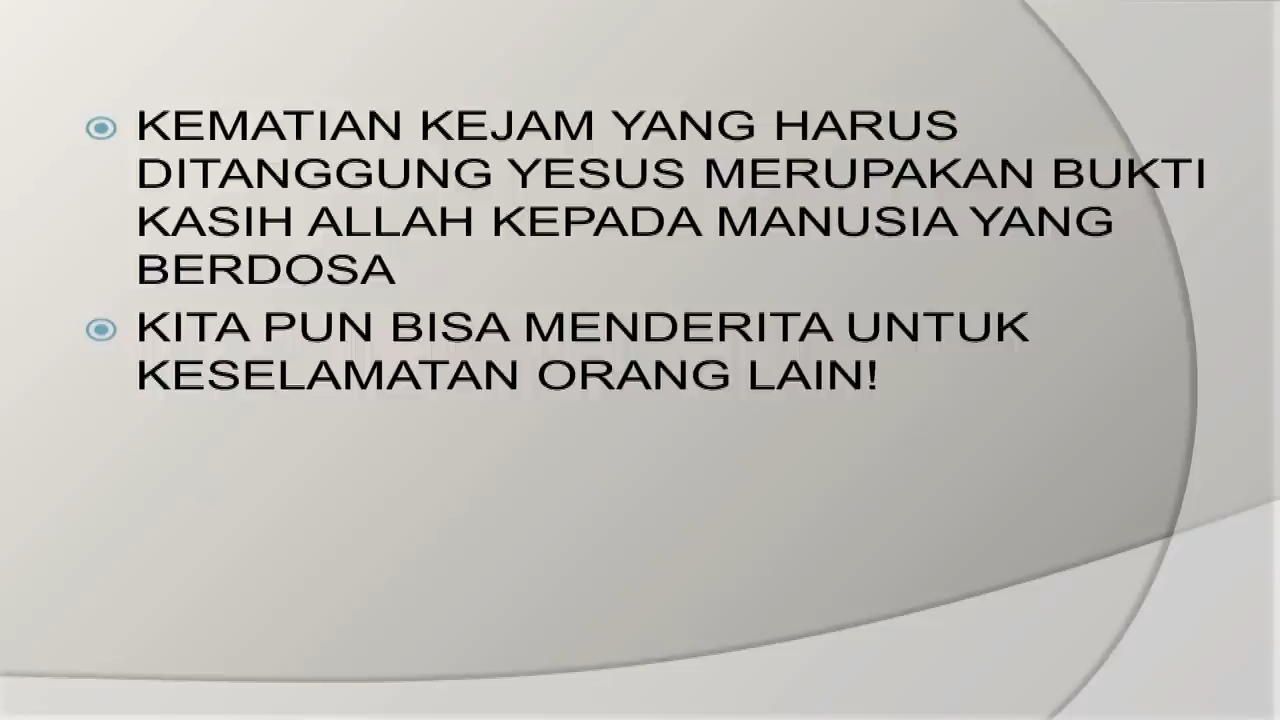 KEMATIAN KEJAM YANG HARUS
DITANGGUNG YESUS MERUPAKAN BUKTI
KASIH ALLAH KEPADA MANUSIA YANG
BERDOSA
KITA PUN BISA MENDERITA UNTUK
KESELAMATAN ORANG LAIN!